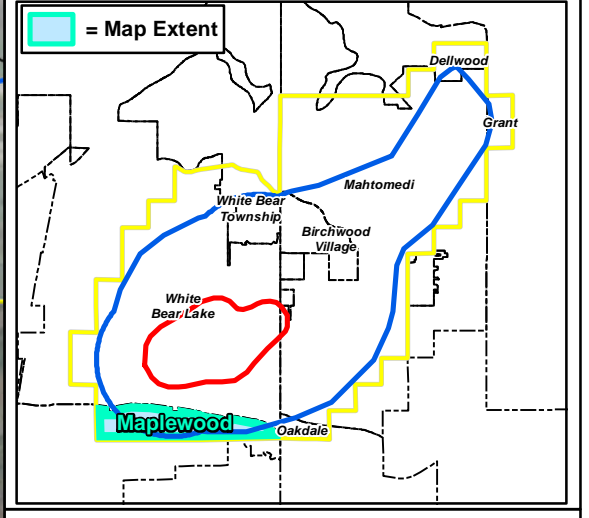 = Map Extent
Dellwood
Grant
Mahtomedi
White Bear
Township
Birchwood
Village
White
Bear Lake
Maplewood
Oakdale